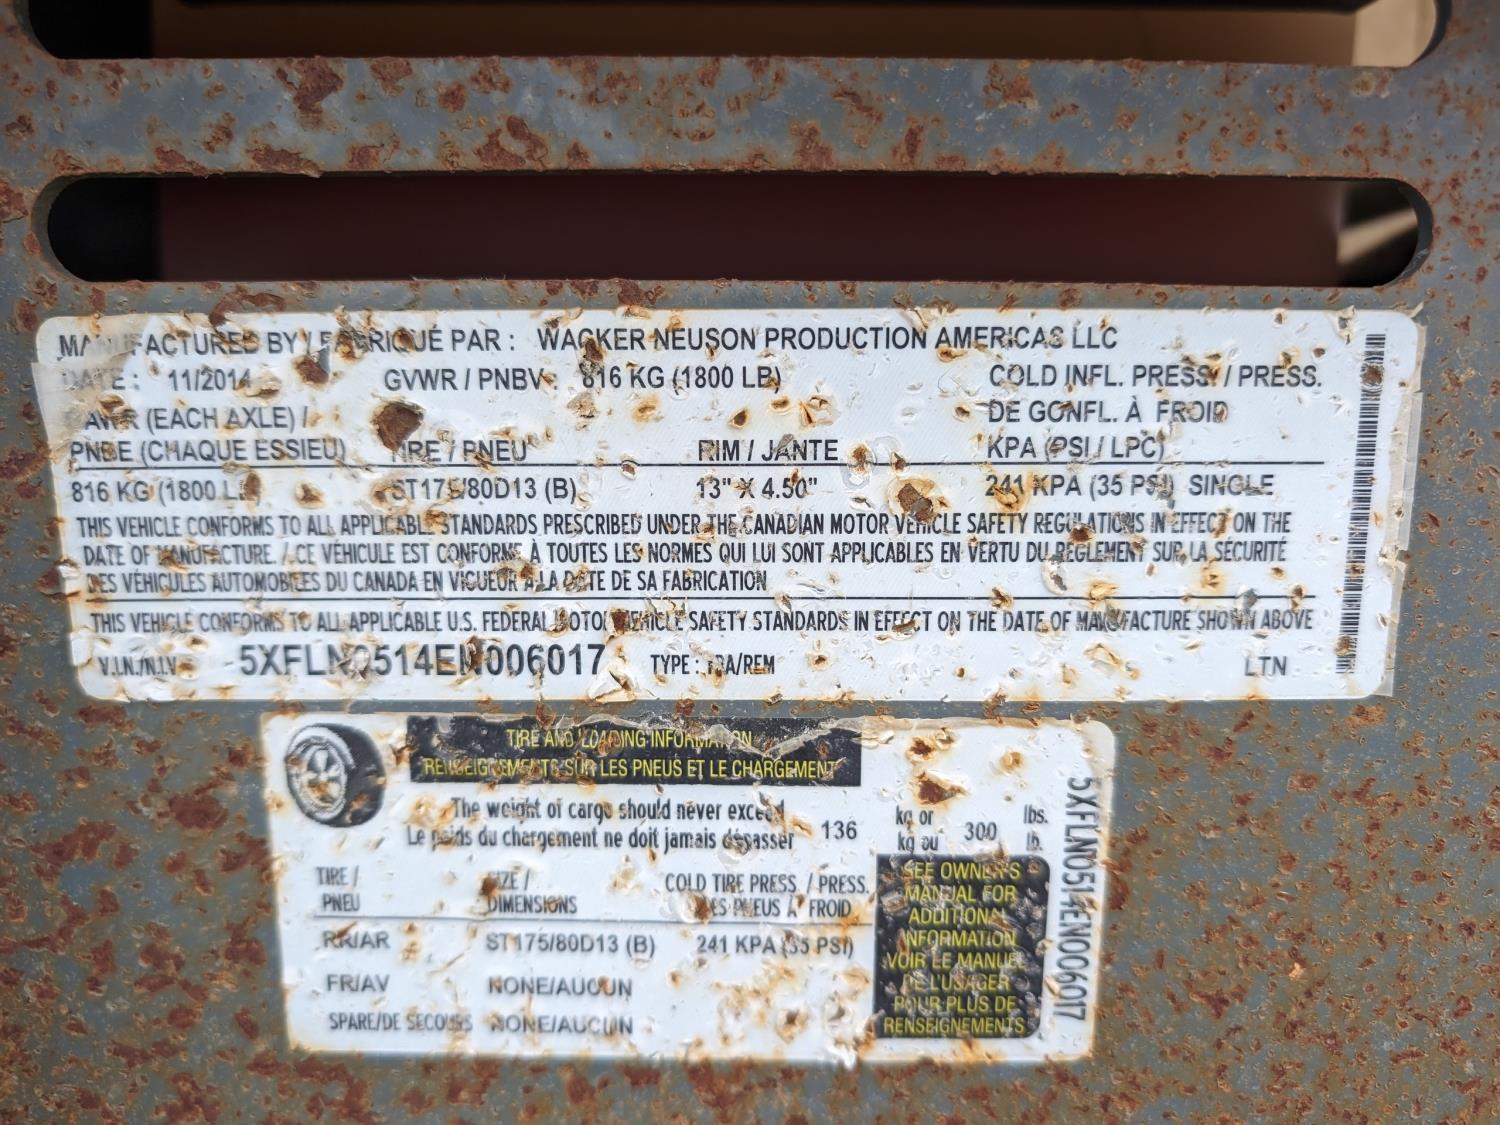 MANUFACTURED BY / FABRIQUÉ PAR : WACKER NEUSON PRODUCTION AMERICAS LLC
DATE : 11/2014 GVWR / PNBV : 816 KG (1800 LB) COLD INFL. PRESS. / PRESS.
DE GONFL. À FROID
GAWR (EACH AXLE) /
PNBE (CHAQUE ESSIEU) TIRE / PNEU RIM / JANTE KPA (PSI / LPC)
816 KG (1800 LB) ST175/80D13 (B) 13" X 4.50" 241 KPA (35 PSI) SINGLE
THIS VEHICLE CONFORMS TO ALL APPLICABLE STANDARDS PRESCRIBED UNDER THE CANADIAN MOTOR VEHICLE SAFETY REGULATIONS IN EFFECT ON THE
DATE OF MANUFACTURE. / CE VÉHICULE EST CONFORME À TOUTES LES NORMES QUI LUI SONT APPLICABLES EN VERTU DU RÈGLEMENT SUR LA SÉCURITÉ
DES VÉHICULES AUTOMOBILES DU CANADA EN VIGUEUR À LA DATE DE SA FABRICATION
THIS VEHICLE CONFORMS TO ALL APPLICABLE U.S. FEDERAL MOTOR VEHICLE SAFETY STANDARDS IN EFFECT ON THE DATE OF MANUFACTURE SHOWN ABOVE
V.I.N./N.I.V. 5XFLN0514EN006017 TYPE : TRA/REM LTN
TIRE AND LOADING INFORMATION
RENSEIGNEMENTS SUR LES PNEUS ET LE CHARGEMENT
The weight of cargo should never exceed
Le poids du chargement ne doit jamais dépasser 136 kg or
kg ou 300 lbs.
lb.
TIRE /
PNEU SIZE /
DIMENSIONS COLD TIRE PRESS. / PRESS.
DES PNEUS À FROID
RR/AR ST175/80D13 (B) 241 KPA (35 PSI)
FR/AV NONE/AUCUN
SPARE/DE SECOURS NONE/AUCUN
SEE OWNER'S
MANUAL FOR
ADDITIONAL
INFORMATION
VOIR LE MANUEL
DE L'USAGER
POUR PLUS DE
RENSEIGNEMENTS
5XFLN0514EN006017